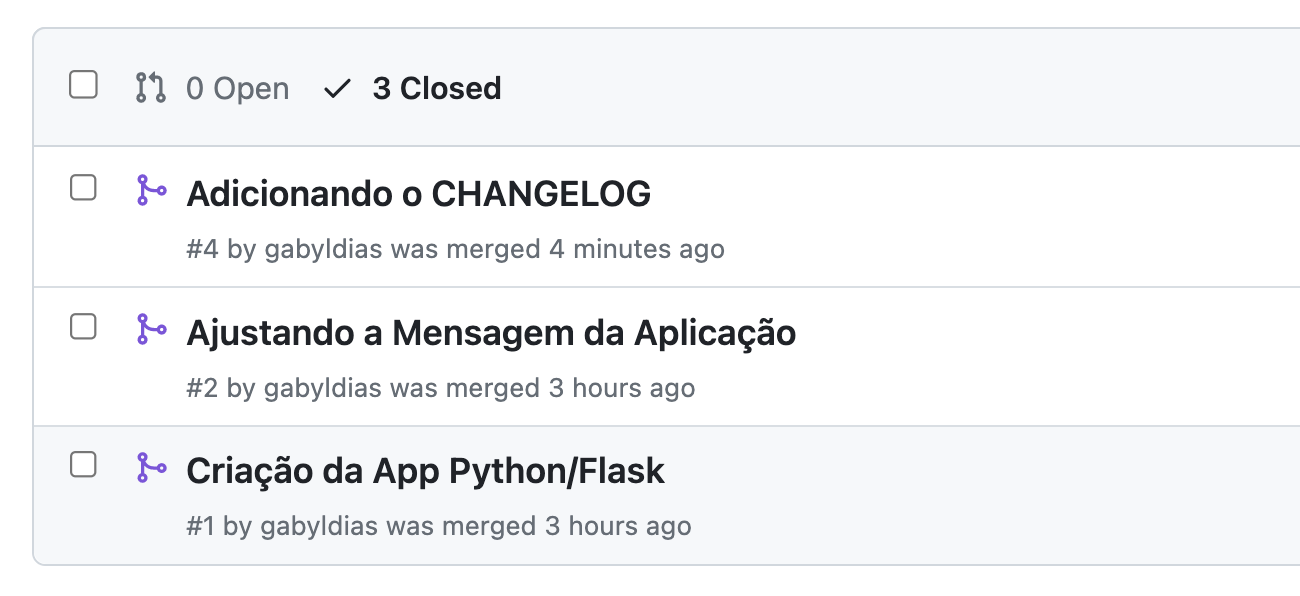 0 Open 3 Closed
Adicionando o CHANGELOG
#4 by gabyldias was merged 4 minutes ago
Ajustando a Mensagem da Aplicação
#2 by gabyldias was merged 3 hours ago
Criação da App Python/Flask
#1 by gabyldias was merged 3 hours ago